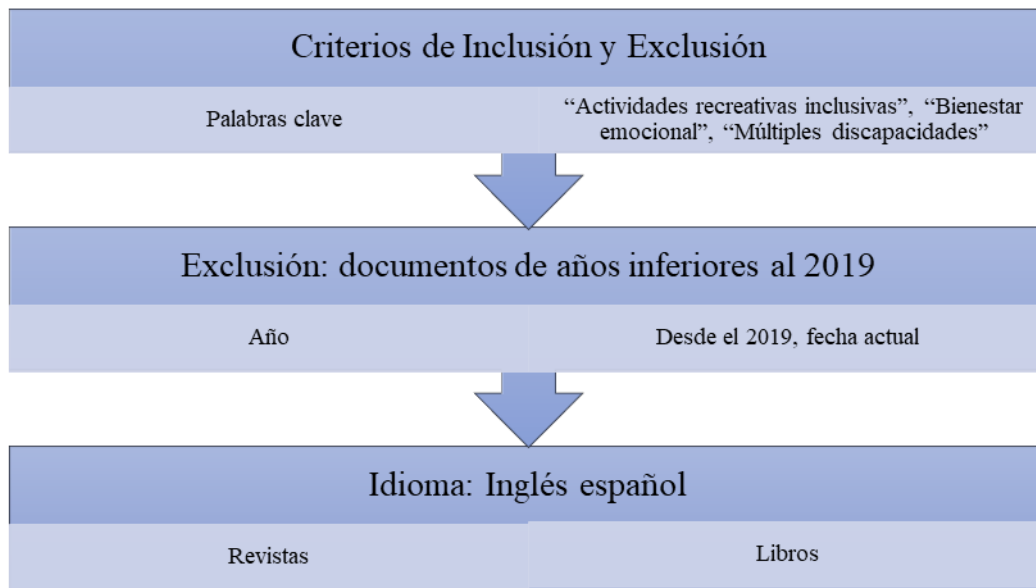 Criterios de Inclusión y Exclusión
Palabras clave
“Actividades recreativas inclusivas”, “Bienestar
emocional”, “Múltiples discapacidades”
Exclusión: documentos de años inferiores al 2019
Año
Desde el 2019, fecha actual
Idioma: Inglés español
Revistas
Libros